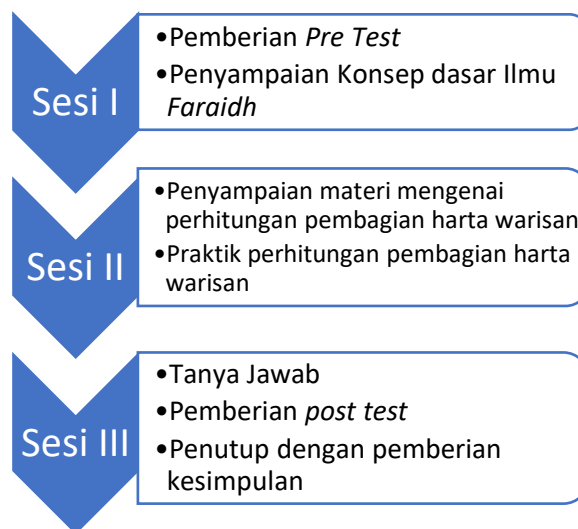 Sesi I
•Pemberian Pre Test
•Penyampaian Konsep dasar Ilmu
Faraidh
Sesi II
•Penyampaian materi mengenai
perhitungan pembagian harta warisan
•Praktik perhitungan pembagian harta
warisan
Sesi III
•Tanya Jawab
•Pemberian post test
•Penutup dengan pemberian
kesimpulan